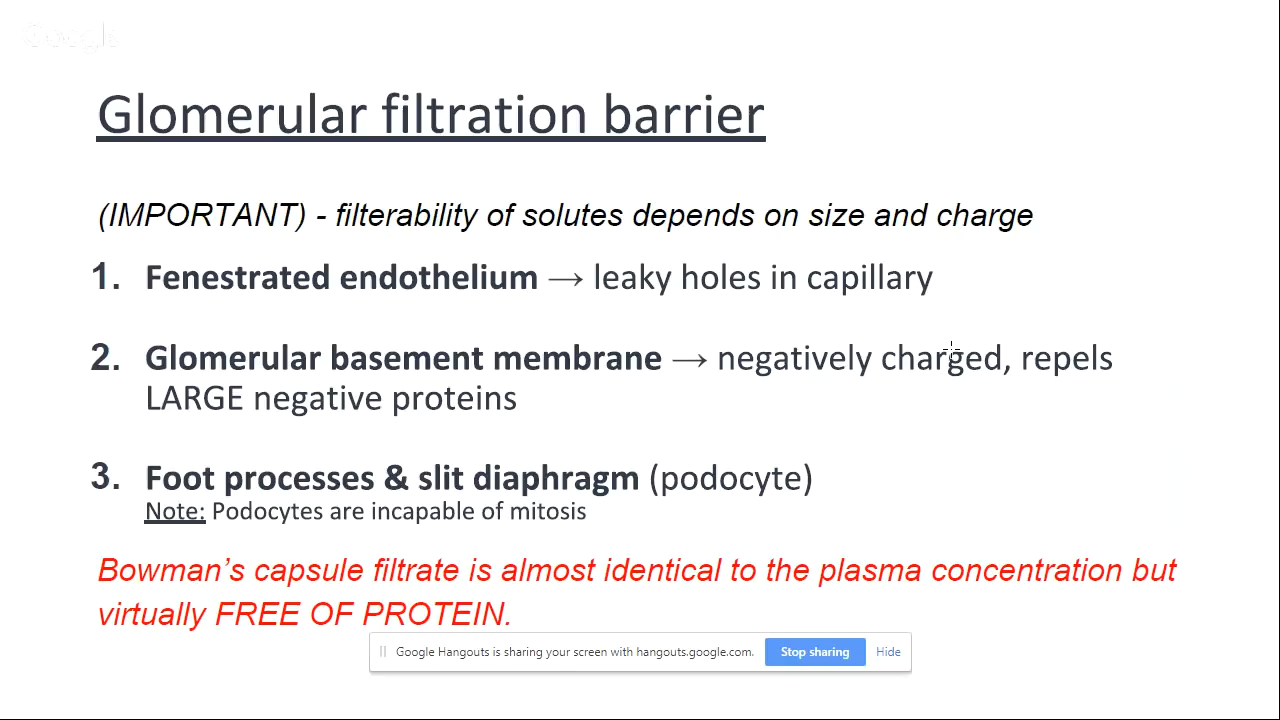 Glomerular filtration barrier
(IMPORTANT) - filterability of solutes depends on size and charge
1. Fenestrated endothelium → leaky holes in capillary
2. Glomerular basement membrane → negatively charged, repels
LARGE negative proteins
3. Foot processes & slit diaphragm (podocyte)
Note: Podocytes are incapable of mitosis
Bowman's capsule filtrate is almost identical to the plasma concentration but
virtually FREE OF PROTEIN.
Google Hangouts is sharing your screen with hangouts.google.com. Stop sharing Hide